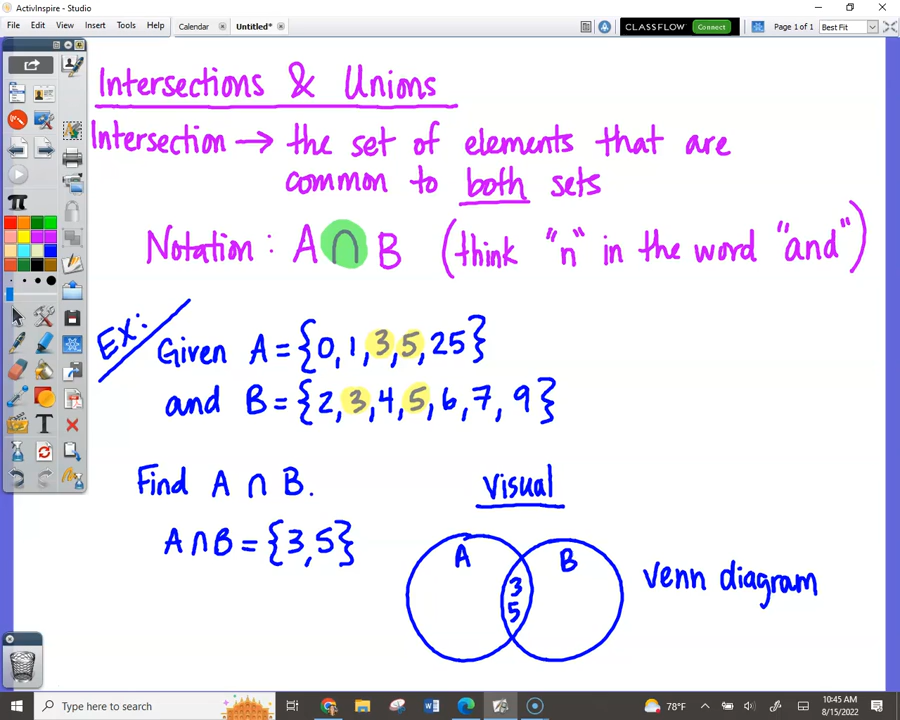 ActivInspire - Studio
File Edit View Insert Tools Help
Calendar
Untitled*
CLASSFLOW Connect
Page 1 of 1
Best Fit
Intersections & Unions
Intersection → the set of elements that are
common to both sets
Notation : A ∩ B (think "n" in the word "and")
EX:
Given A = {0, 1, 3, 5, 25}
and B = {2, 3, 4, 5, 6, 7, 9}
Find A ∩ B.
A ∩ B = {3, 5}
Visual
A
B
3
5
venn diagram
Type here to search
78°F
10:45 AM
8/15/2022